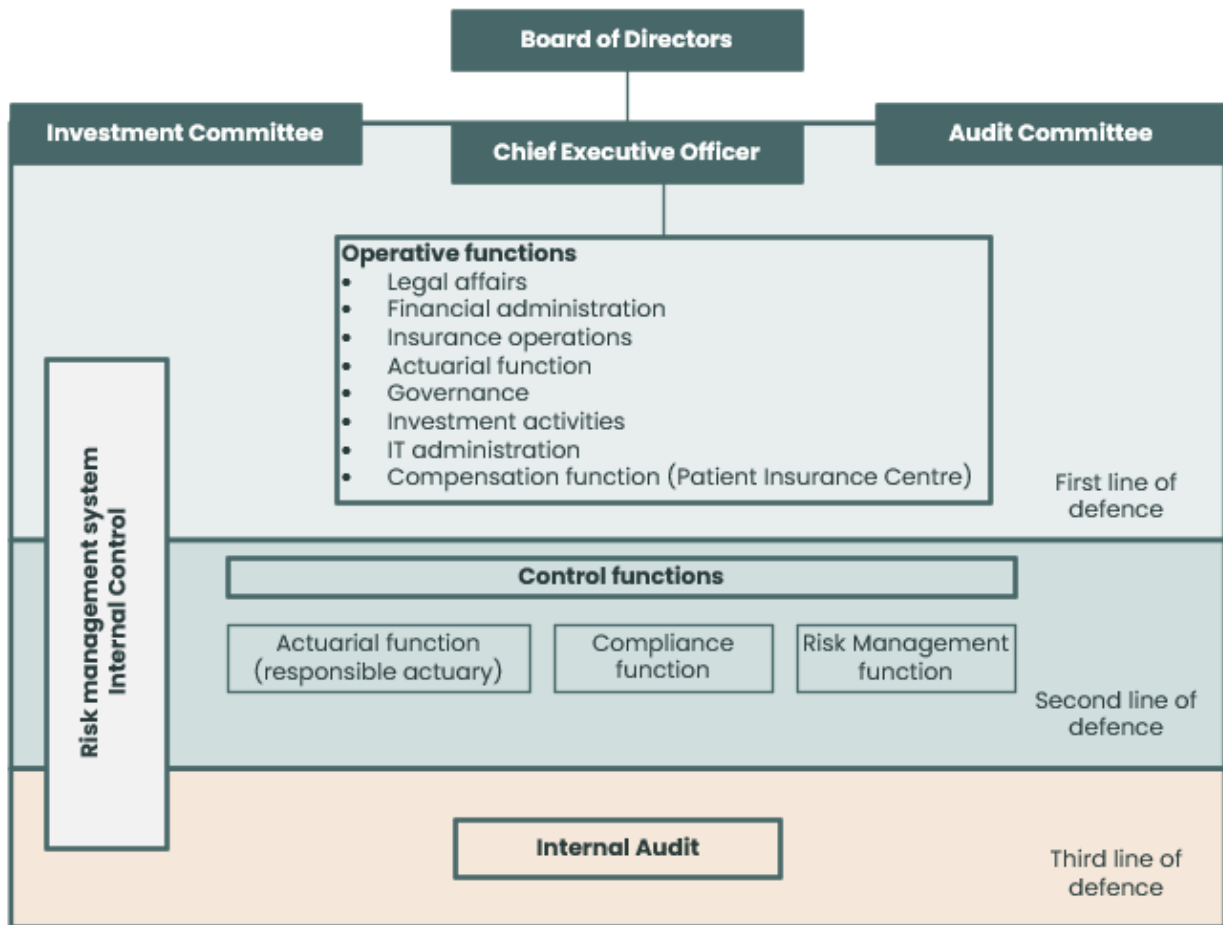 Board of Directors
Investment Committee
Chief Executive Officer
Audit Committee
Operative functions
• Legal affairs
• Financial administration
• Insurance operations
• Actuarial function
• Governance
• Investment activities
• IT administration
• Compensation function (Patient Insurance Centre)
First line of
defence
Risk management system
Internal Control
Control functions
Actuarial function
(responsible actuary)
Compliance
function
Risk Management
function
Second line of
defence
Internal Audit
Third line of
defence